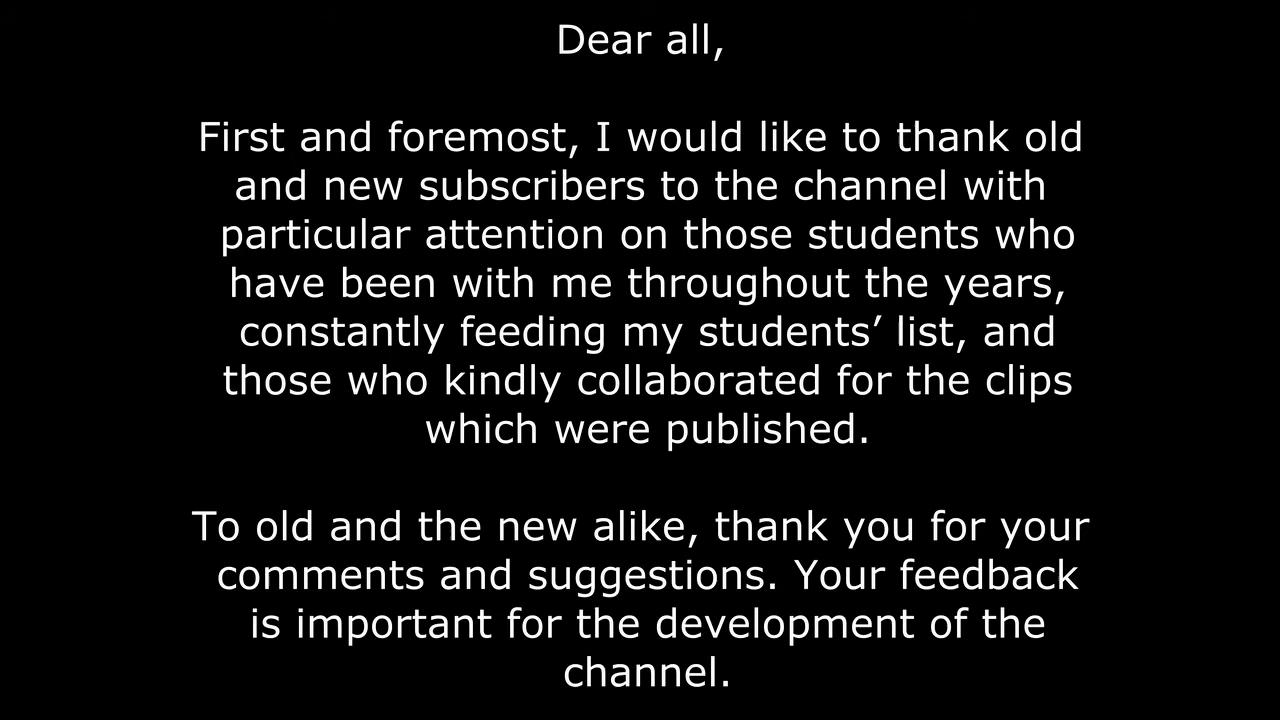 Dear all,
First and foremost, I would like to thank old
and new subscribers to the channel with
particular attention on those students who
have been with me throughout the years,
constantly feeding my students’ list, and
those who kindly collaborated for the clips
which were published.
To old and the new alike, thank you for your
comments and suggestions. Your feedback
is important for the development of the
channel.